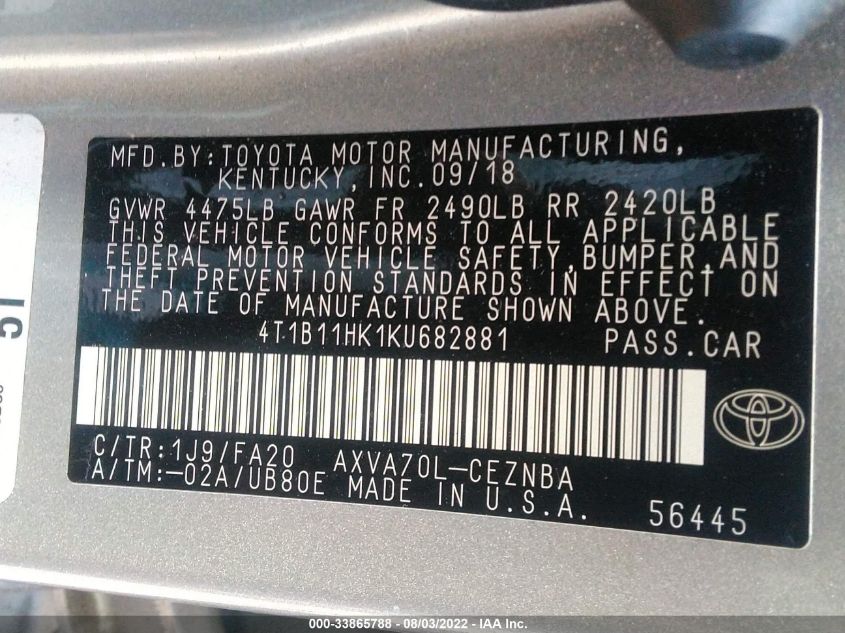 MFD.BY:TOYOTA MOTOR MANUFACTURING,
KENTUCKY,INC.09/18
GVWR 4475LB GAWR FR 2490LB RR 2420LB
THIS VEHICLE CONFORMS TO ALL APPLICABLE
FEDERAL MOTOR VEHICLE SAFETY,BUMPER,AND
THEFT PREVENTION STANDARDS IN EFFECT ON
THE DATE OF MANUFACTURE SHOWN ABOVE.
4T1B11HK1KU682881 PASS.CAR
C/TR:1J9/FA20 AXVA70L-CEZNBA
A/TM:-02A/UB80E MADE IN U.S.A. 56445
000-33865788 - 08/03/2022 - IAA Inc.